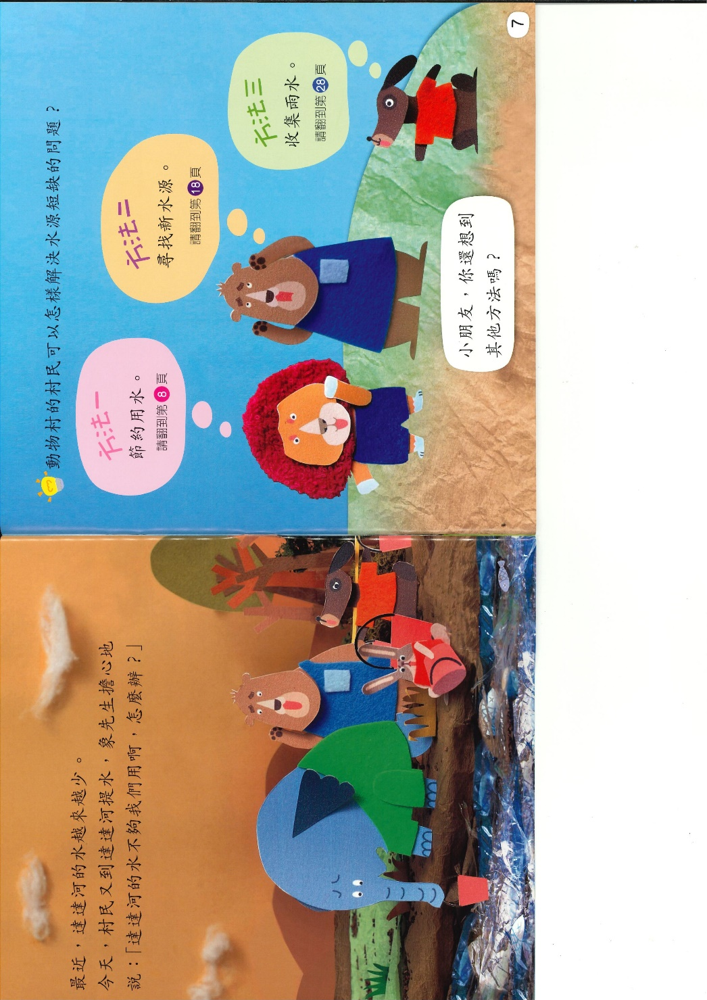 最近，達達河的水越來越少。
今天，村民又到達達河提水，象先生擔心地
說：「達達河的水不夠我們用啊，怎麼辦？」
動物村的村民可以怎樣解決水源短缺的問題？
方法一
節約用水。
請翻到第8頁
方法二
尋找新水源。
請翻到第18頁
方法三
收集雨水。
請翻到第28頁
小朋友，你還想到
其他方法嗎？
7